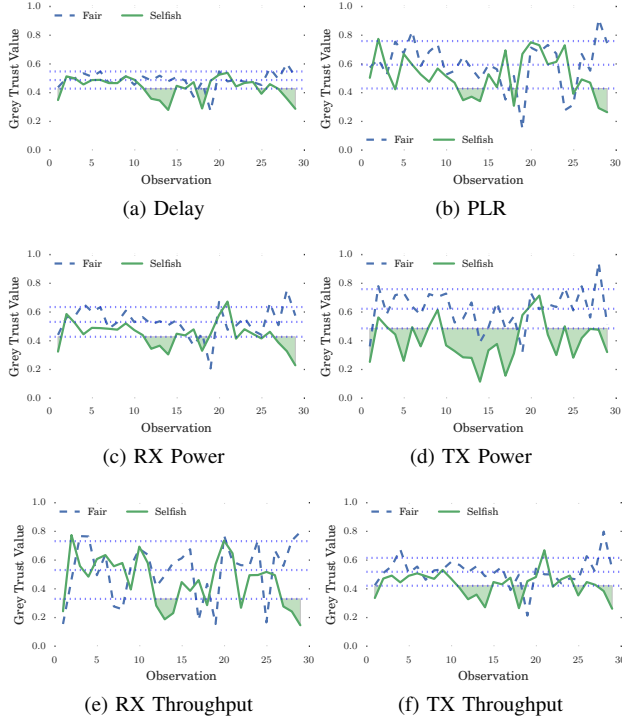 Fair Selfish
Grey Trust Value
1.0
0.8
0.6
0.4
0.2
0.0
0 5 10 15 20 25 30
Observation
(a) Delay
Grey Trust Value
1.0
0.8
0.6
0.4
0.2
0.0
Fair Selfish
0 5 10 15 20 25 30
Observation
(b) PLR
Fair Selfish
Grey Trust Value
1.0
0.8
0.6
0.4
0.2
0.0
0 5 10 15 20 25 30
Observation
(c) RX Power
Fair Selfish
Grey Trust Value
1.0
0.8
0.6
0.4
0.2
0.0
0 5 10 15 20 25 30
Observation
(d) TX Power
Fair Selfish
Grey Trust Value
1.0
0.8
0.6
0.4
0.2
0.0
0 5 10 15 20 25 30
Observation
(e) RX Throughput
Fair Selfish
Grey Trust Value
1.0
0.8
0.6
0.4
0.2
0.0
0 5 10 15 20 25 30
Observation
(f) TX Throughput